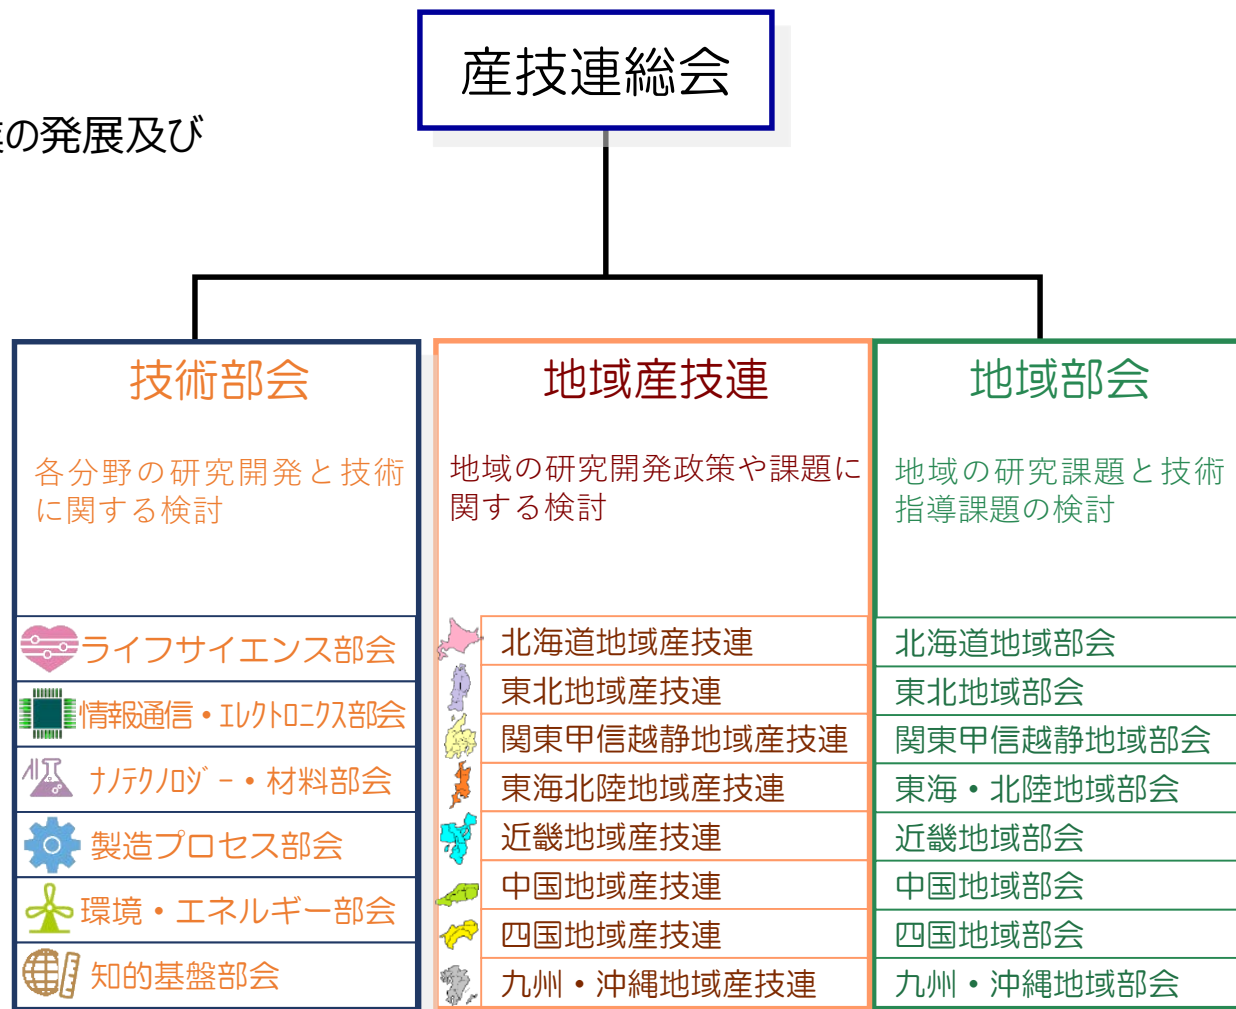 産技連総会
の発展及び
技術部会
各分野の研究開発と技術
に関する検討
ライフサイエンス部会
情報通信・エレクトロニクス部会
ナノテクノロジー・材料部会
製造プロセス部会
環境・エネルギー部会
知的基盤部会
地域産技連
地域の研究開発政策や課題に
関する検討
北海道地域産技連
東北地域産技連
関東甲信越静地域産技連
東海北陸地域産技連
近畿地域産技連
中国地域産技連
四国地域産技連
九州・沖縄地域産技連
地域部会
地域の研究課題と技術
指導課題の検討
北海道地域部会
東北地域部会
関東甲信越静地域部会
東海・北陸地域部会
近畿地域部会
中国地域部会
四国地域部会
九州・沖縄地域部会